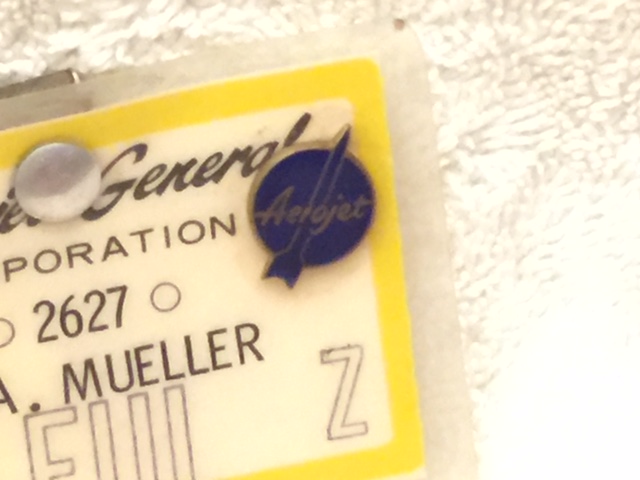 General
Aerojet
PORATION
2627
A. MUELLER
Z